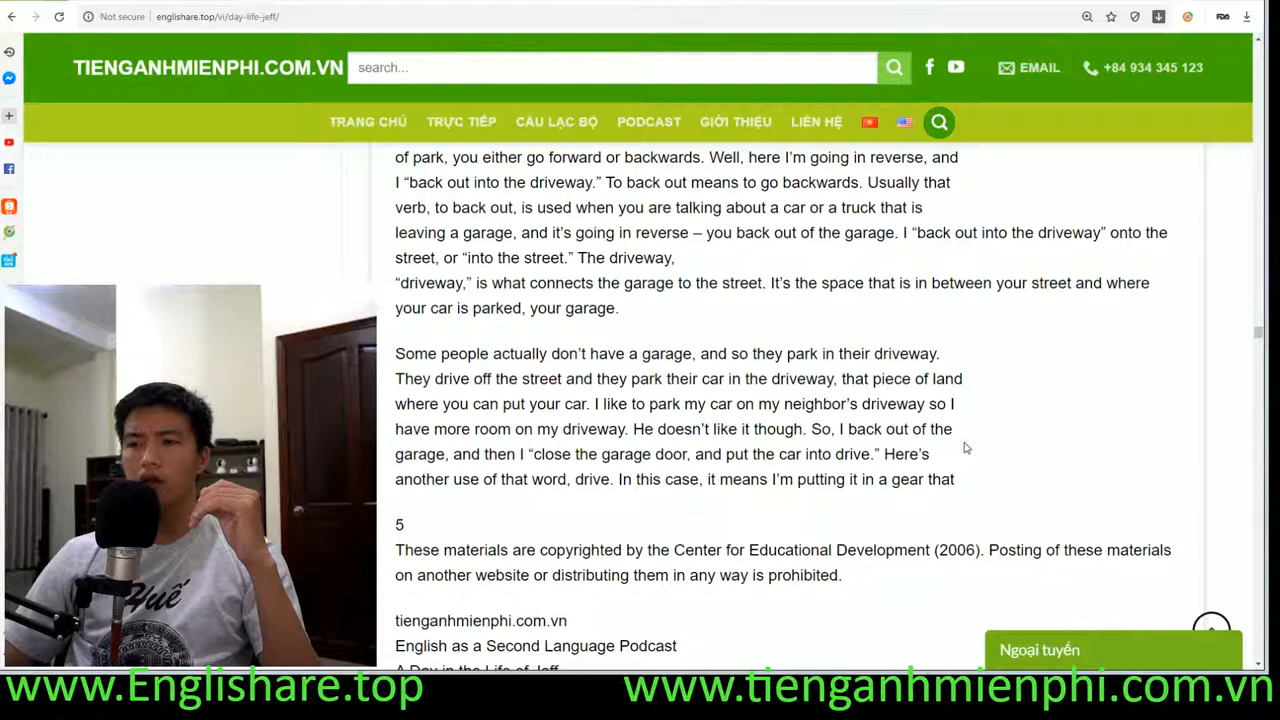 Not secure
englishare.top/vi/day-life-jeff/
TIENGANHMIENPHI.COM.VN
search...
EMAIL
+84 934 345 123
TRANG CHỦ
TRỰC TIẾP
CÂU LẠC BỘ
PODCAST
GIỚI THIỆU
LIÊN HỆ
of park, you either go forward or backwards. Well, here I’m going in reverse, and
I “back out into the driveway.” To back out means to go backwards. Usually that
verb, to back out, is used when you are talking about a car or a truck that is
leaving a garage, and it’s going in reverse – you back out of the garage. I “back out into the driveway” onto the
street, or “into the street.” The driveway,
“driveway,” is what connects the garage to the street. It’s the space that is in between your street and where
your car is parked, your garage.
Some people actually don’t have a garage, and so they park in their driveway.
They drive off the street and they park their car in the driveway, that piece of land
where you can put your car. I like to park my car on my neighbor’s driveway so I
have more room on my driveway. He doesn’t like it though. So, I back out of the
garage, and then I “close the garage door, and put the car into drive.” Here’s
another use of that word, drive. In this case, it means I’m putting it in a gear that
5
These materials are copyrighted by the Center for Educational Development (2006). Posting of these materials
on another website or distributing them in any way is prohibited.
tienganhmienphi.com.vn
English as a Second Language Podcast
A Day in the Life of Jeff
Ngoại tuyến
Huế
www.Englishare.top
www.tienganhmienphi.com.vn